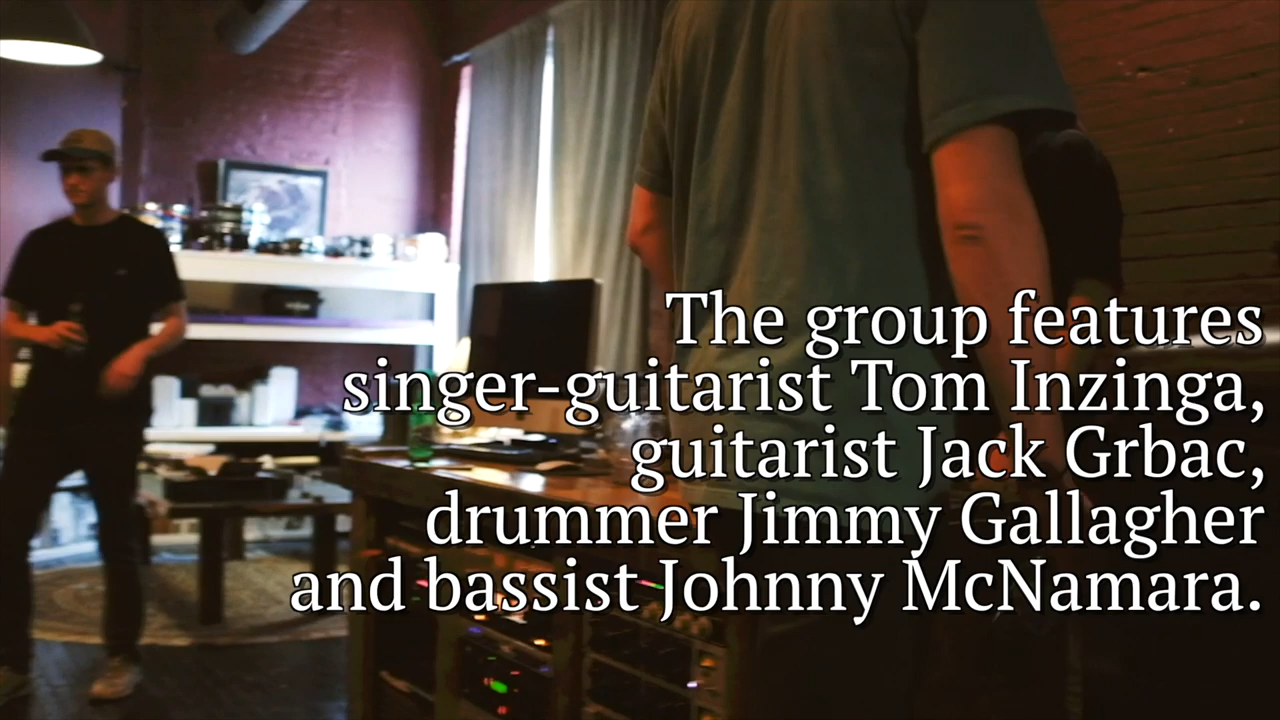 The group features
singer-guitarist Tom Inzinga,
guitarist Jack Grbac,
drummer Jimmy Gallagher
and bassist Johnny McNamara.